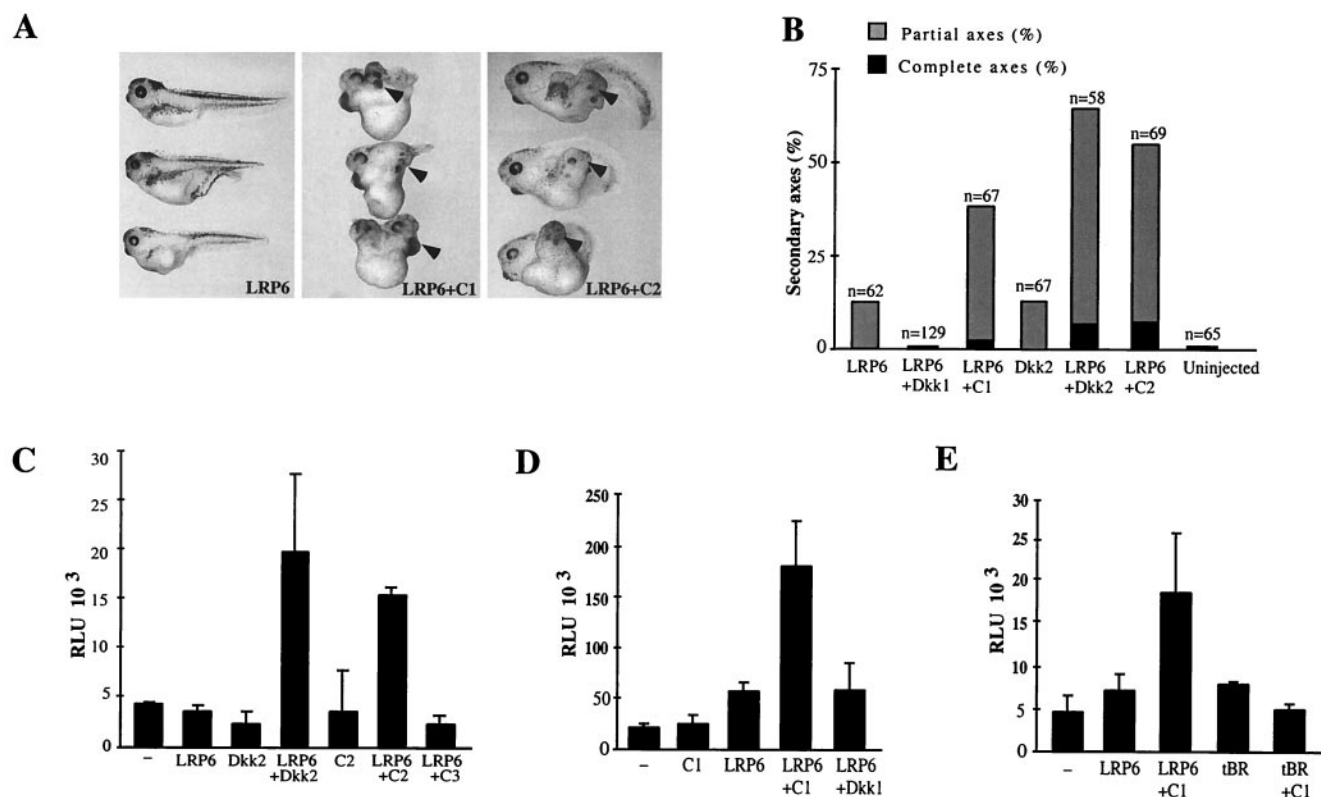 A
LRP6
LRP6+C1
LRP6+C2
B
Partial axes (%)
Complete axes (%)
Secondary axes (%)
75
50
25
0
n=62
n=129
n=67
n=67
n=58
n=69
n=65
LRP6
LRP6
+Dkk1
LRP6
+C1
Dkk2
LRP6
+Dkk2
LRP6
+C2
Uninjected
C
RLU 10 3
30
25
20
15
10
5
0
–
LRP6
Dkk2
LRP6
+Dkk2
C2
LRP6
+C2
LRP6
+C3
D
RLU 10 3
250
200
150
100
50
0
–
C1
LRP6
LRP6
+C1
LRP6
+Dkk1
E
RLU 10 3
30
25
20
15
10
5
0
–
LRP6
LRP6
+C1
tBR
tBR
+C1